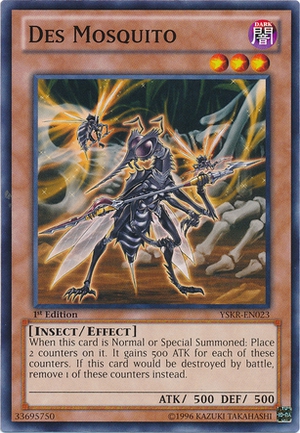 DES MOSQUITO
DARK
闇
1st Edition
YSKR-EN023
[INSECT/EFFECT]
When this card is Normal or Special Summoned: Place
2 counters on it. It gains 500 ATK for each of these
counters. If this card would be destroyed by battle,
remove 1 of these counters instead.
ATK/ 500 DEF/ 500
33695750
©1996 KAZUKI TAKAHASHI